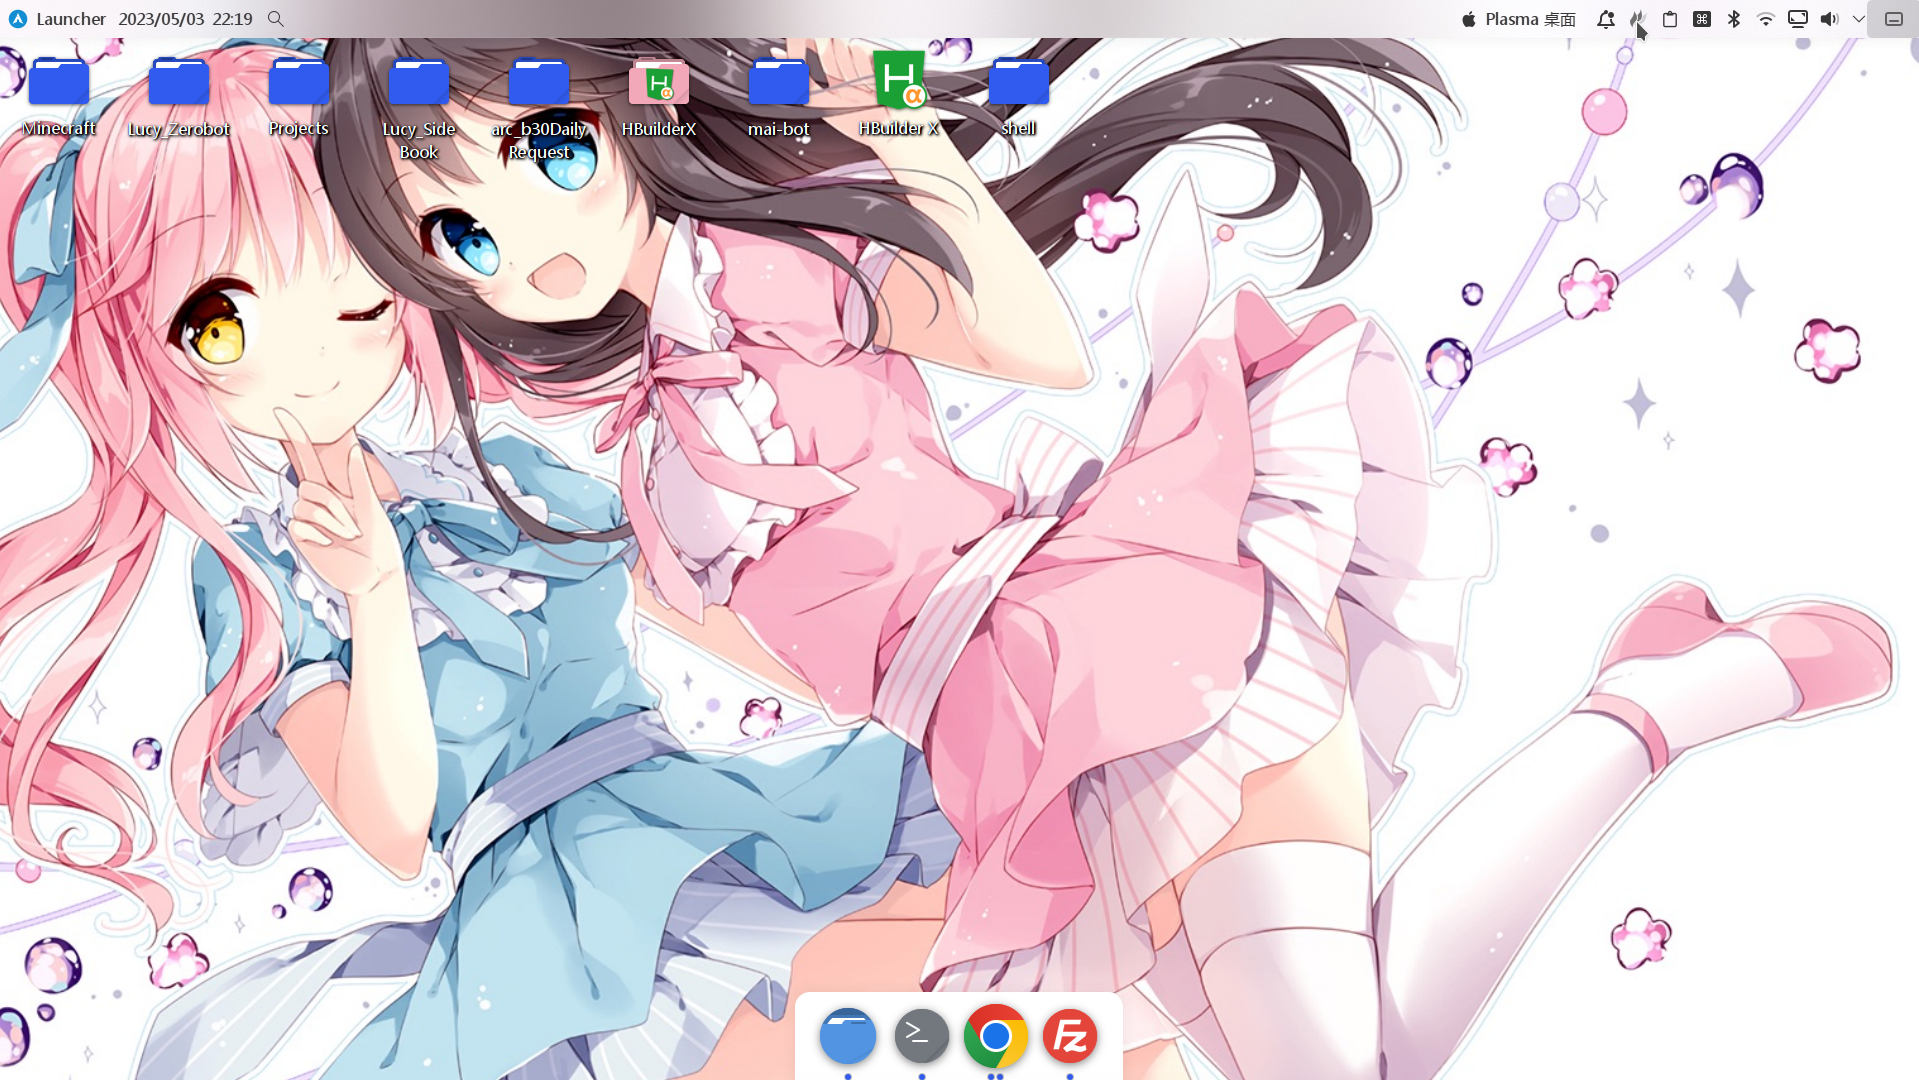 Launcher 2023/05/03 22:19
Plasma 桌面
Minecraft
Lucy_Zerobot
Projects
Lucy_Side
Book
arc_b30Daily
Request
HBuilderX
mai-bot
HBuilder X
shell